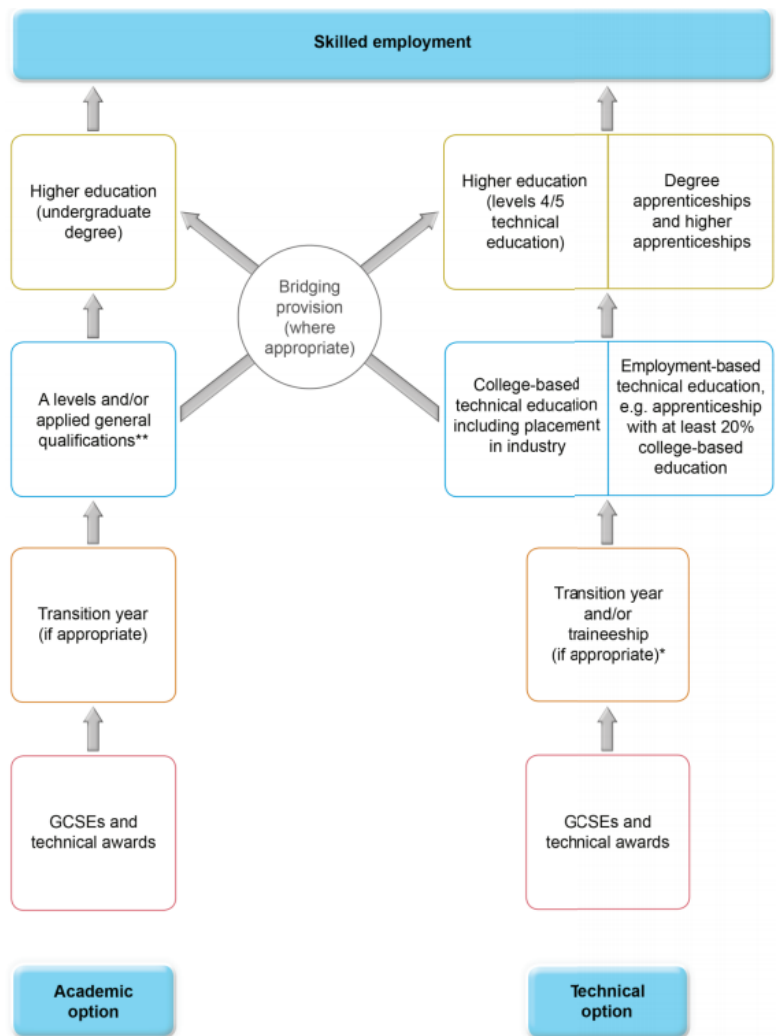 Skilled employment
Higher education
(undergraduate
degree)
Higher education
(levels 4/5
technical
education)
Degree
apprenticeships
and higher
apprenticeships
Bridging
provision
(where
appropriate)
A levels and/or
applied general
qualifications**
College-based
technical education
including placement
in industry
Employment-based
technical education,
e.g. apprenticeship
with at least 20%
college-based
education
Transition year
(if appropriate)
Transition year
and/or
traineeship
(if appropriate)*
GCSEs and
technical awards
GCSEs and
technical awards
Academic
option
Technical
option